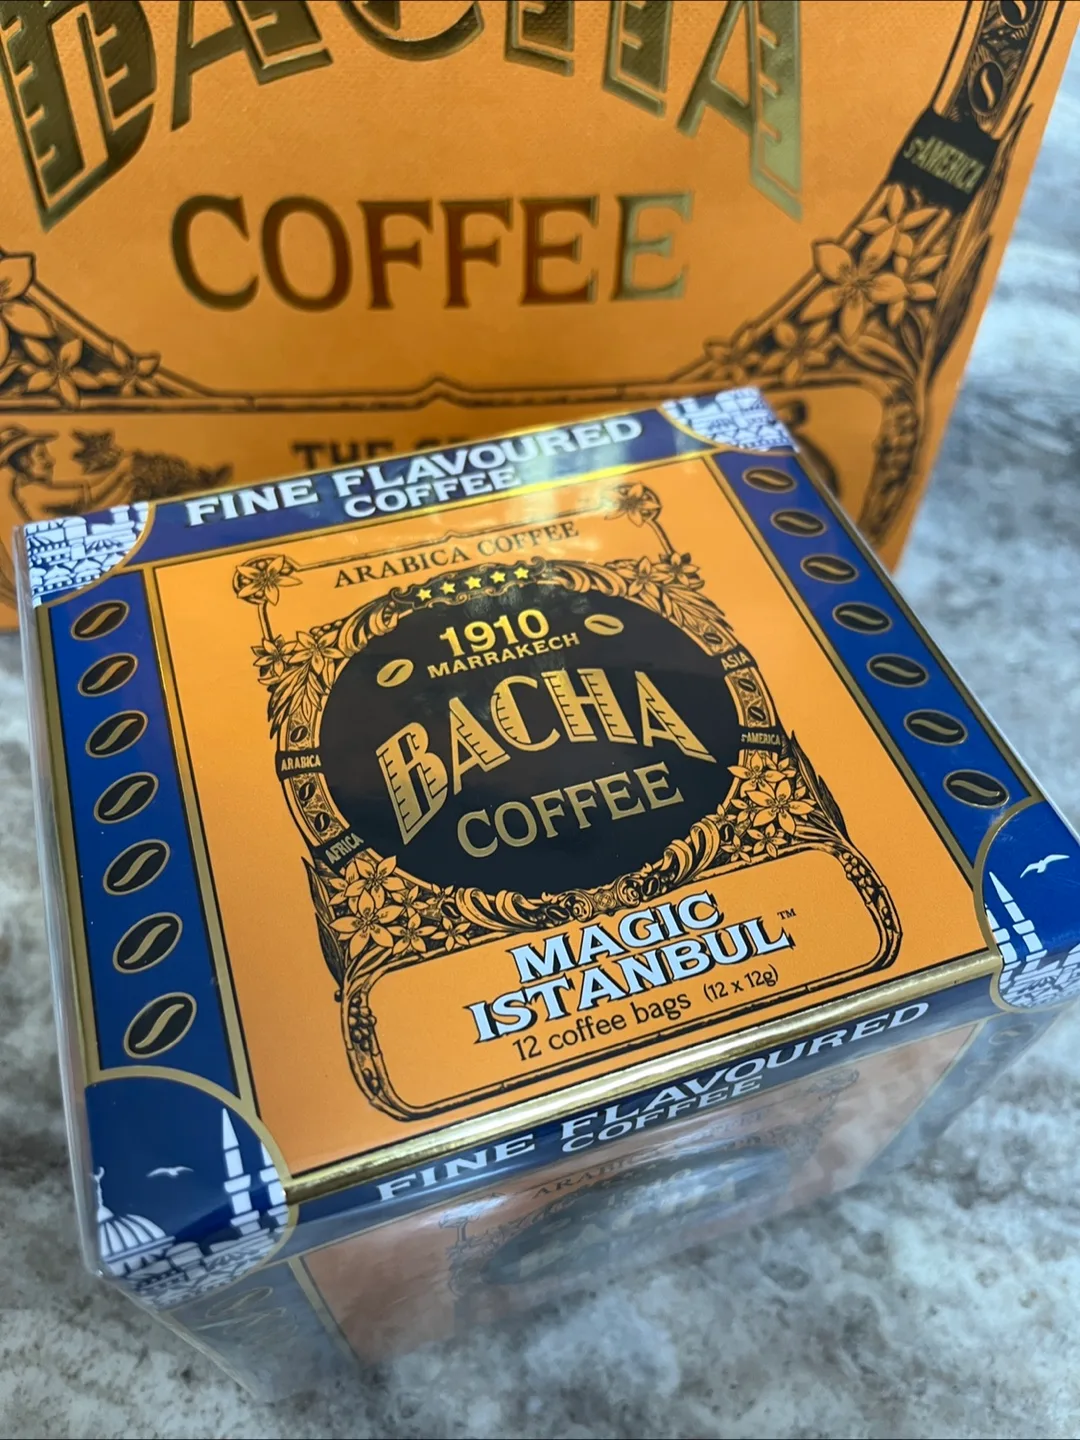 BACHA
COFFEE
S-AMERICA
FINE FLAVOURED
COFFEE
ARABICA COFFEE
1910
MARRAKECH
BACHA
COFFEE
ASIA
S-AMERICA
ARABICA
AFRICA
MAGIC
ISTANBUL™
12 coffee bags (12 x 12g)
FINE FLAVOURED
COFFEE